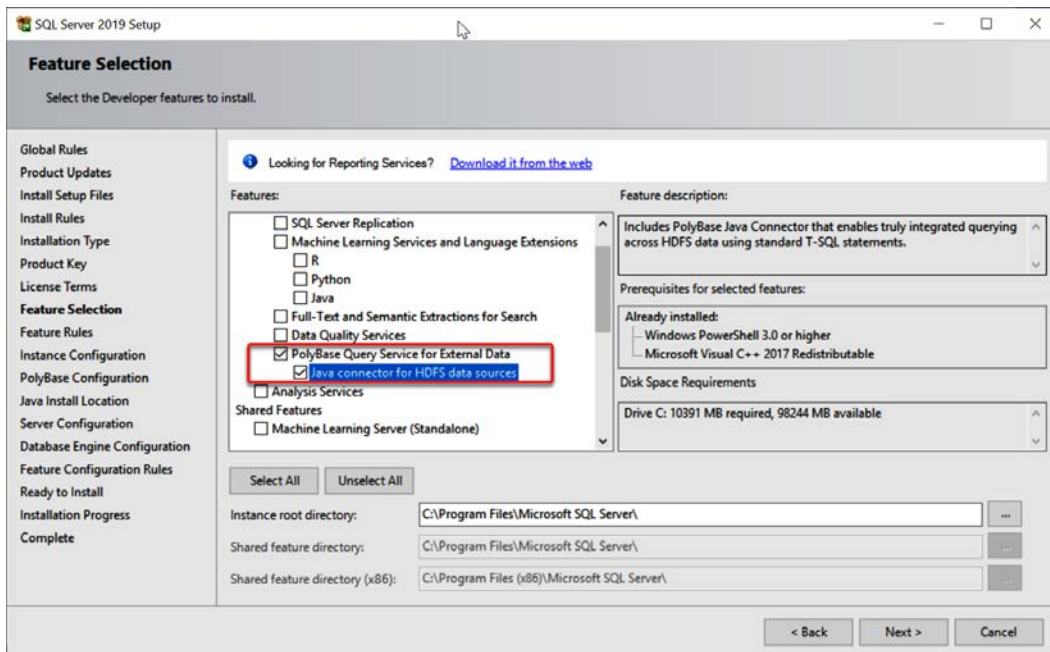 SQL Server 2019 Setup
Feature Selection
Select the Developer features to install.
Global Rules
Product Updates
Install Setup Files
Install Rules
Installation Type
Product Key
License Terms
Feature Selection
Feature Rules
Instance Configuration
PolyBase Configuration
Java Install Location
Server Configuration
Database Engine Configuration
Feature Configuration Rules
Ready to Install
Installation Progress
Complete
Looking for Reporting Services? Download it from the web
Features:
SQL Server Replication
Machine Learning Services and Language Extensions
R
Python
Java
Full-Text and Semantic Extractions for Search
Data Quality Services
PolyBase Query Service for External Data
Java connector for HDFS data sources
Analysis Services
Shared Features
Machine Learning Server (Standalone)
Feature description:
Includes PolyBase Java Connector that enables truly integrated querying
across HDFS data using standard T-SQL statements.
Prerequisites for selected features:
Already installed:
Windows PowerShell 3.0 or higher
Microsoft Visual C++ 2017 Redistributable
Disk Space Requirements
Drive C: 10391 MB required, 98244 MB available
Select All Unselect All
Instance root directory: C:\Program Files\Microsoft SQL Server\ ...
Shared feature directory: C:\Program Files\Microsoft SQL Server\ ...
Shared feature directory (x86): C:\Program Files (x86)\Microsoft SQL Server\ ...
< Back Next > Cancel